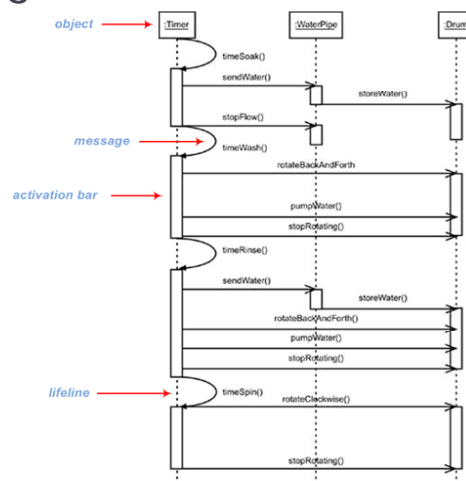 object
:Timer
:WaterPipe
:Drum
timeSoak()
sendWater()
storeWater()
stopFlow()
message
timeWash()
rotateBackAndForth
activation bar
pumpWater()
stopRotating()
timeRinse()
sendWater()
storeWater()
rotateBackAndForth()
pumpWater()
stopRotating()
lifeline
timeSpin()
rotateClockwise()
stopRotating()